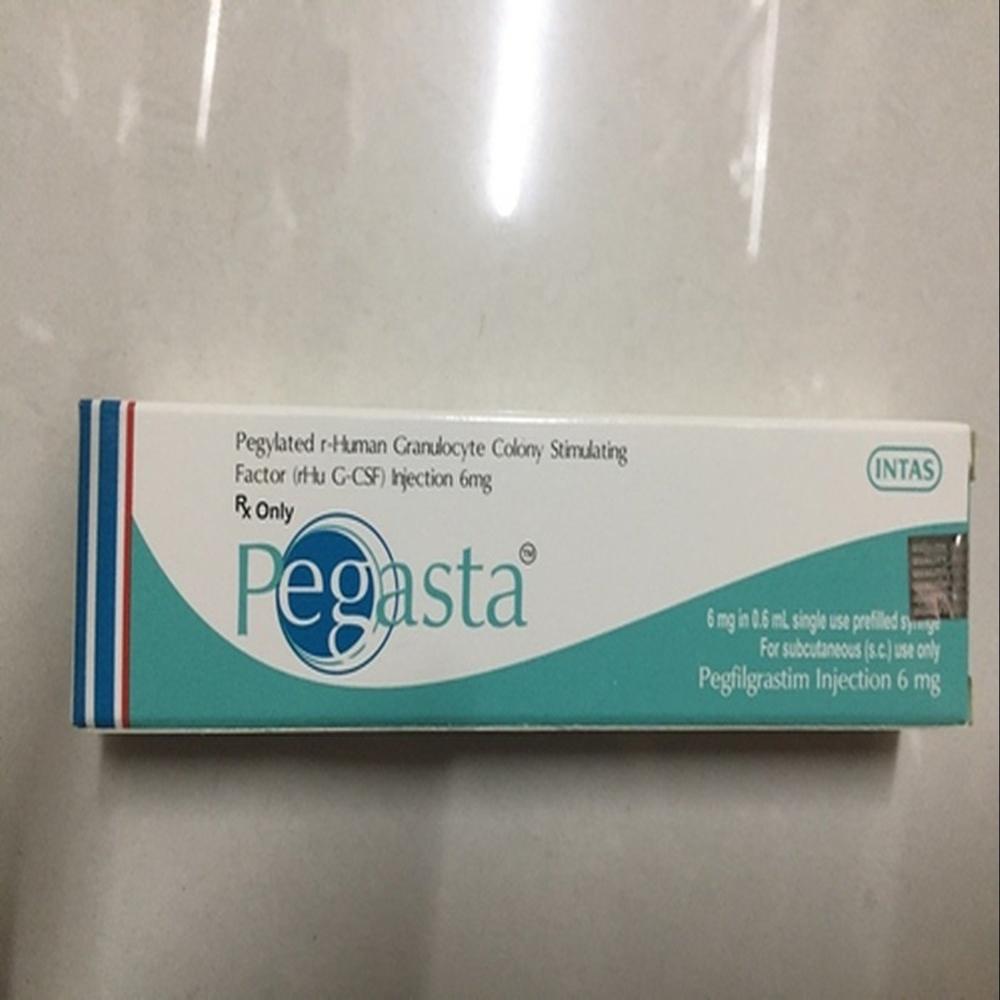 Pegylated r-Human Granulocyte Colony Stimulating
Factor (rHu G-CSF) Injection 6mg
Rx Only
Pegasta™
INTAS
6 mg in 0.6 mL single use prefilled syringe
For subcutaneous (s.c.) use only
Pegfilgrastim Injection 6 mg